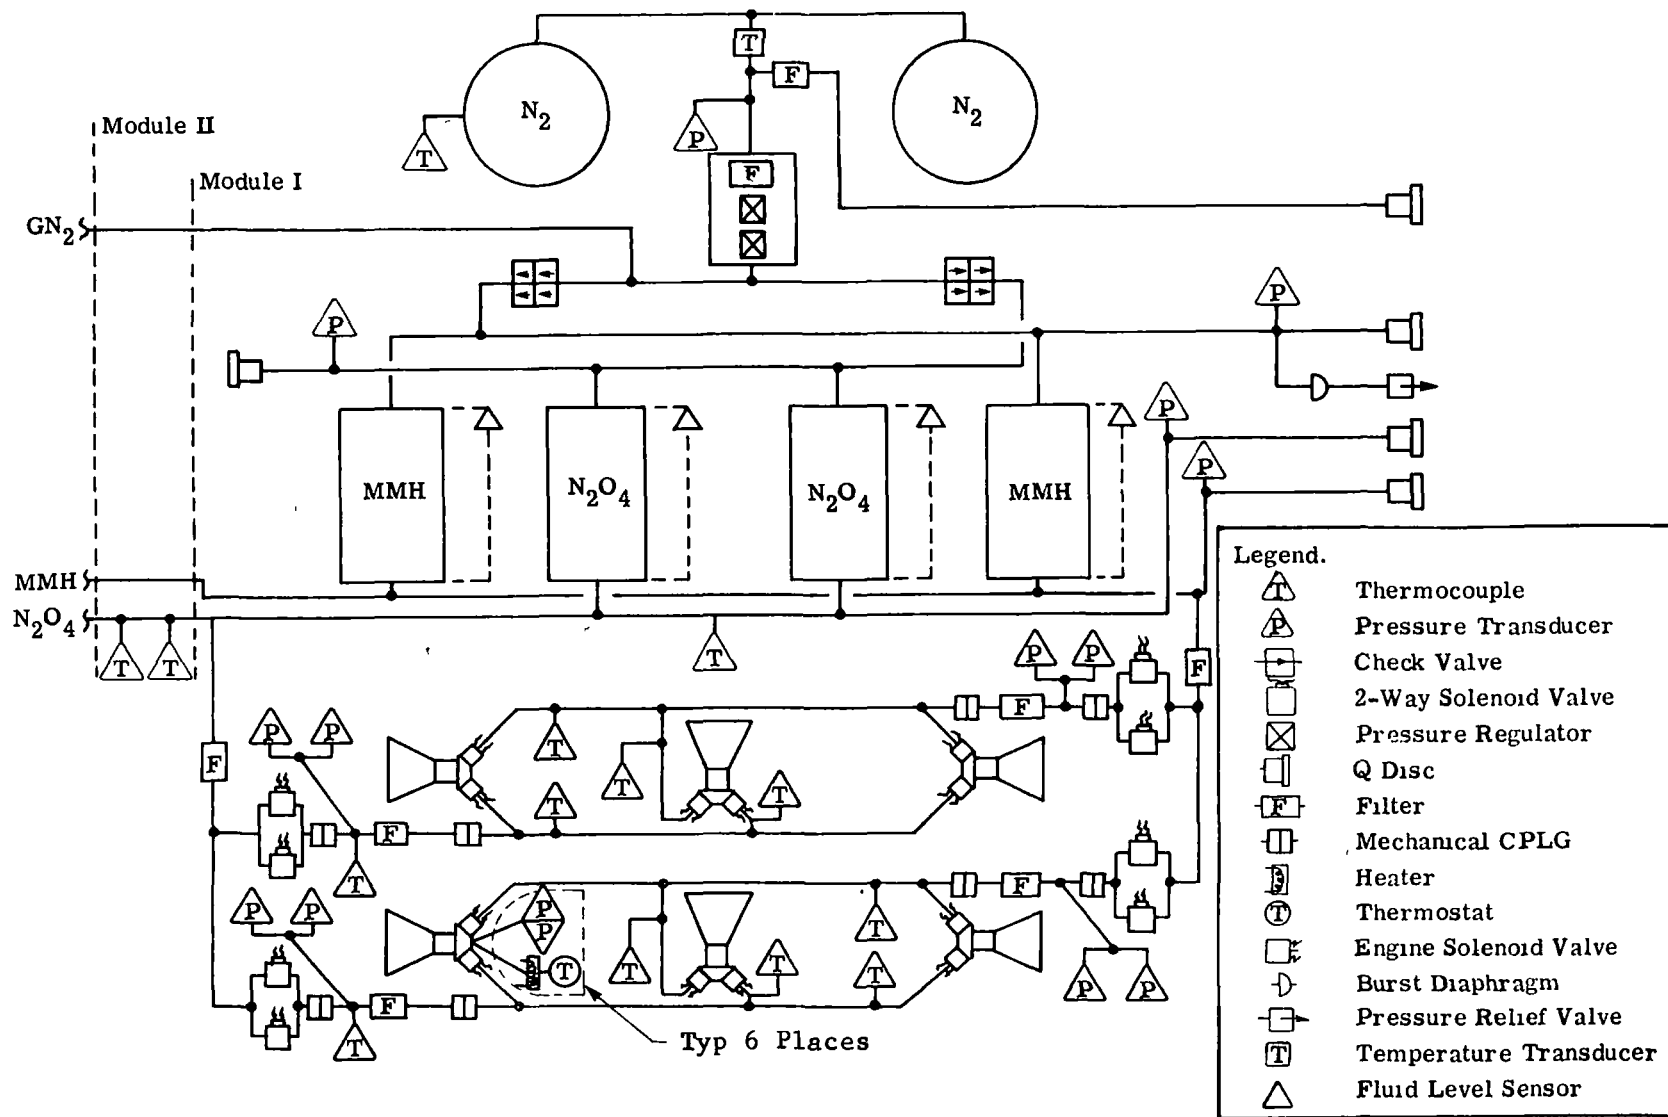 T
F
N2
N2
Module II
P
T
F
Module I
GN2
P
P
P
P
MMH
N2O4
N2O4
MMH
MMH
N2O4
T
T
T
P
P
F
P
P
F
T
T
F
T
T
T
F
T
P
P
P
P
T
T
T
T
T
F
P
P
T
F
T
Typ 6 Places
Legend.
T Thermocouple
P Pressure Transducer
Check Valve
2-Way Solenoid Valve
Pressure Regulator
Q Disc
F Filter
Mechanical CPLG
Heater
T Thermostat
Engine Solenoid Valve
Burst Diaphragm
Pressure Relief Valve
T Temperature Transducer
Fluid Level Sensor